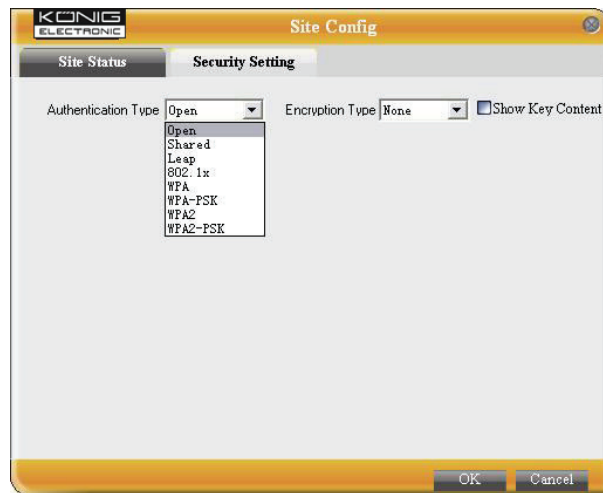 KÖNIG
ELECTRONIC
Site Config
Site Status
Security Setting
Authentication Type Open Encryption Type None Show Key Content
Open
Shared
Leap
802.1x
WPA
WPA-PSK
WPA2
WPA2-PSK
OK Cancel